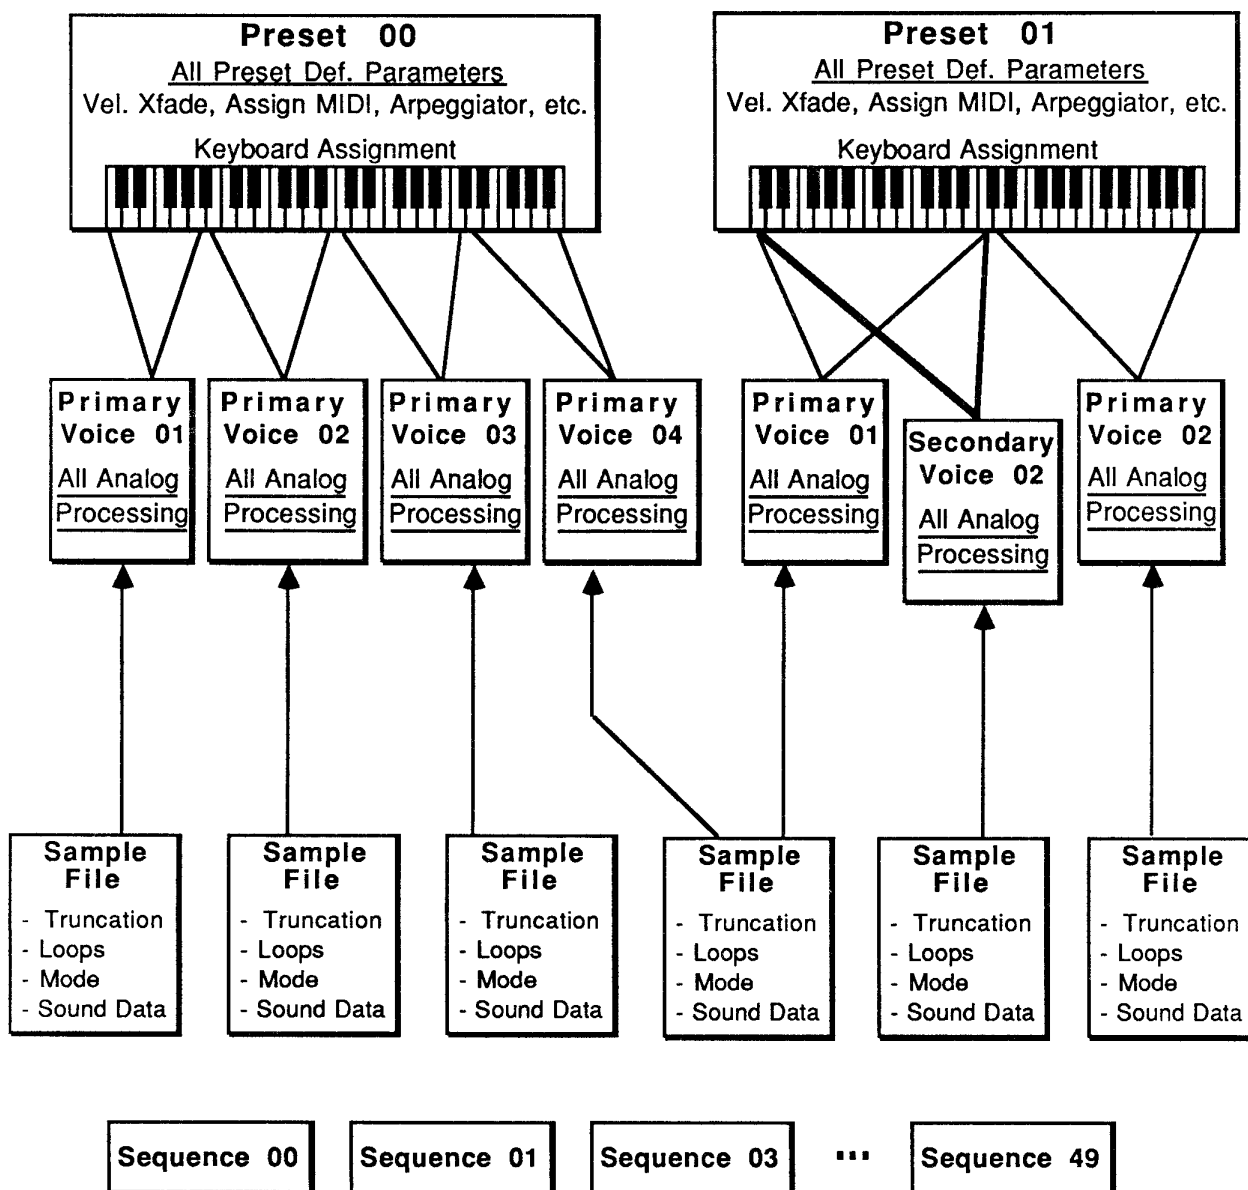 Preset 00
All Preset Def. Parameters
Vel. Xfade, Assign MIDI, Arpeggiator, etc.
Keyboard Assignment
Preset 01
All Preset Def. Parameters
Vel. Xfade, Assign MIDI, Arpeggiator, etc.
Keyboard Assignment
Primary
Voice 01
All Analog
Processing
Primary
Voice 02
All Analog
Processing
Primary
Voice 03
All Analog
Processing
Primary
Voice 04
All Analog
Processing
Primary
Voice 01
All Analog
Processing
Secondary
Voice 02
All Analog
Processing
Primary
Voice 02
All Analog
Processing
Sample
File
- Truncation
- Loops
- Mode
- Sound Data
Sample
File
- Truncation
- Loops
- Mode
- Sound Data
Sample
File
- Truncation
- Loops
- Mode
- Sound Data
Sample
File
- Truncation
- Loops
- Mode
- Sound Data
Sample
File
- Truncation
- Loops
- Mode
- Sound Data
Sample
File
- Truncation
- Loops
- Mode
- Sound Data
Sequence 00
Sequence 01
Sequence 03
...
Sequence 49